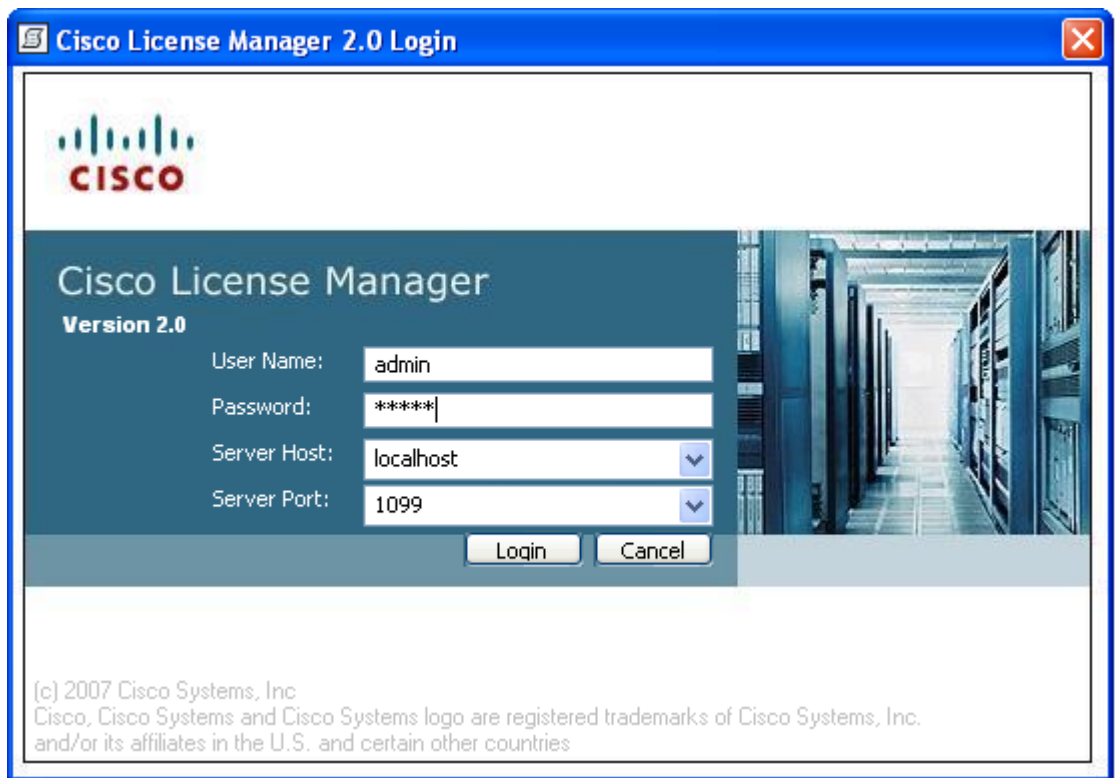 Cisco License Manager 2.0 Login
CISCO
Cisco License Manager
Version 2.0
User Name: admin
Password: *****
Server Host: localhost
Server Port: 1099
Login Cancel
(c) 2007 Cisco Systems, Inc
Cisco, Cisco Systems and Cisco Systems logo are registered trademarks of Cisco Systems, Inc.
and/or its affiliates in the U.S. and certain other countries